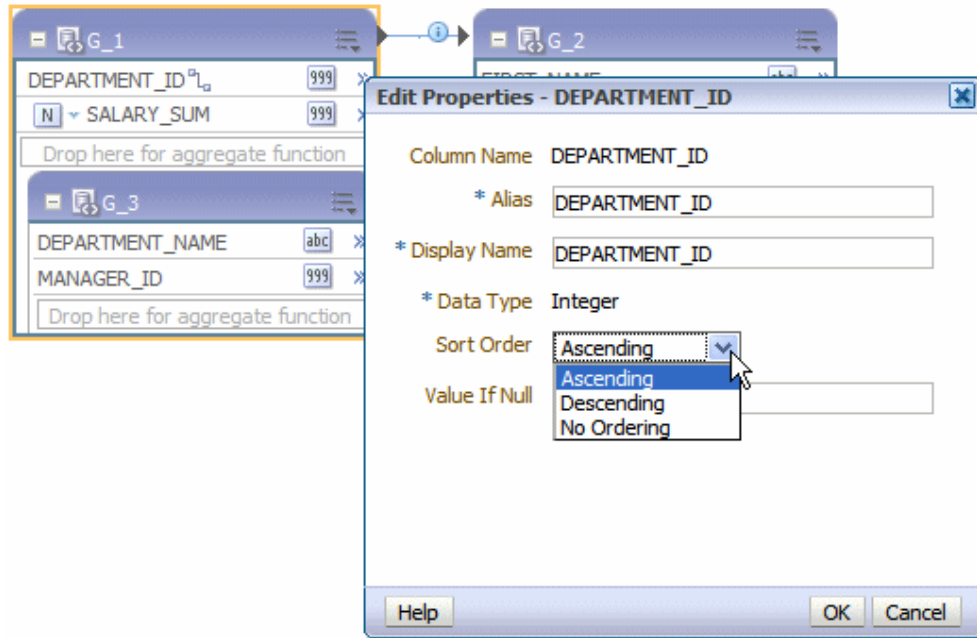 G_1
G_2
DEPARTMENT_ID
999
N
SALARY_SUM
999
Drop here for aggregate function
G_3
DEPARTMENT_NAME
abc
MANAGER_ID
999
Drop here for aggregate function
Edit Properties - DEPARTMENT_ID
Column Name DEPARTMENT_ID
* Alias DEPARTMENT_ID
* Display Name DEPARTMENT_ID
* Data Type Integer
Sort Order Ascending
Ascending
Descending
No Ordering
Value If Null
Help
OK
Cancel